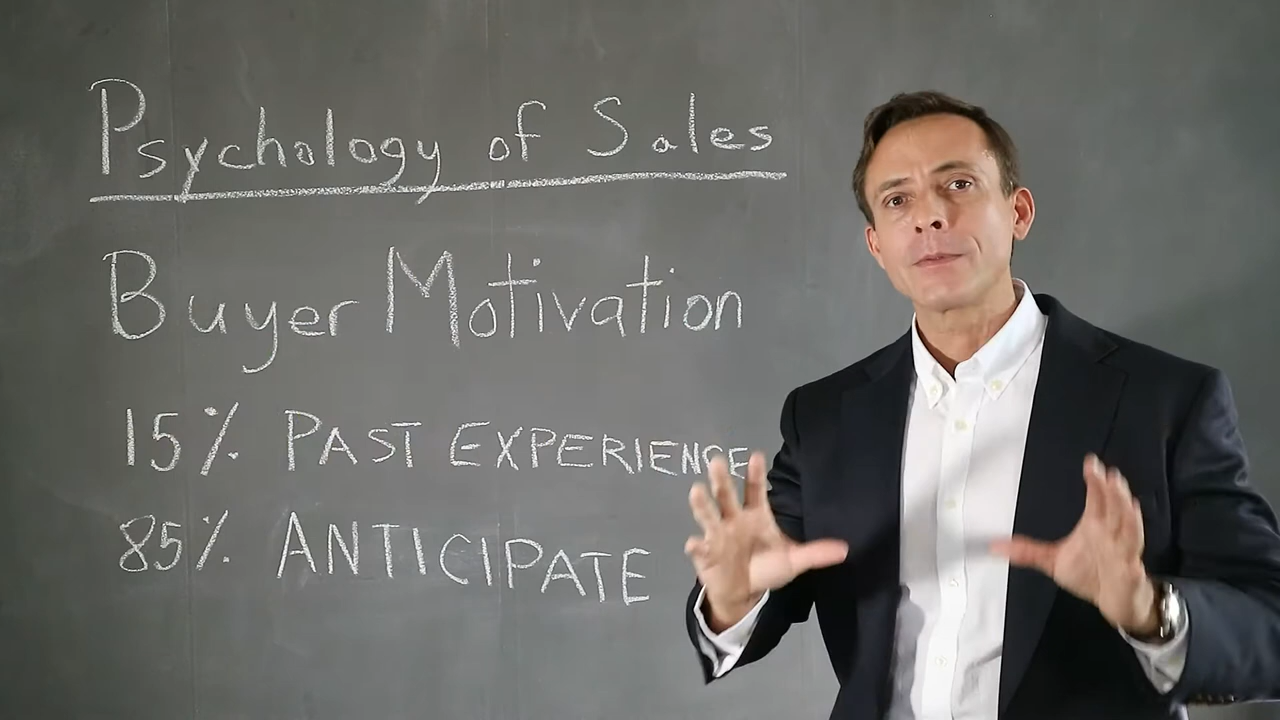 Psychology of Sales
Buyer Motivation
15% PAST EXPERIENCE
85% ANTICIPATE